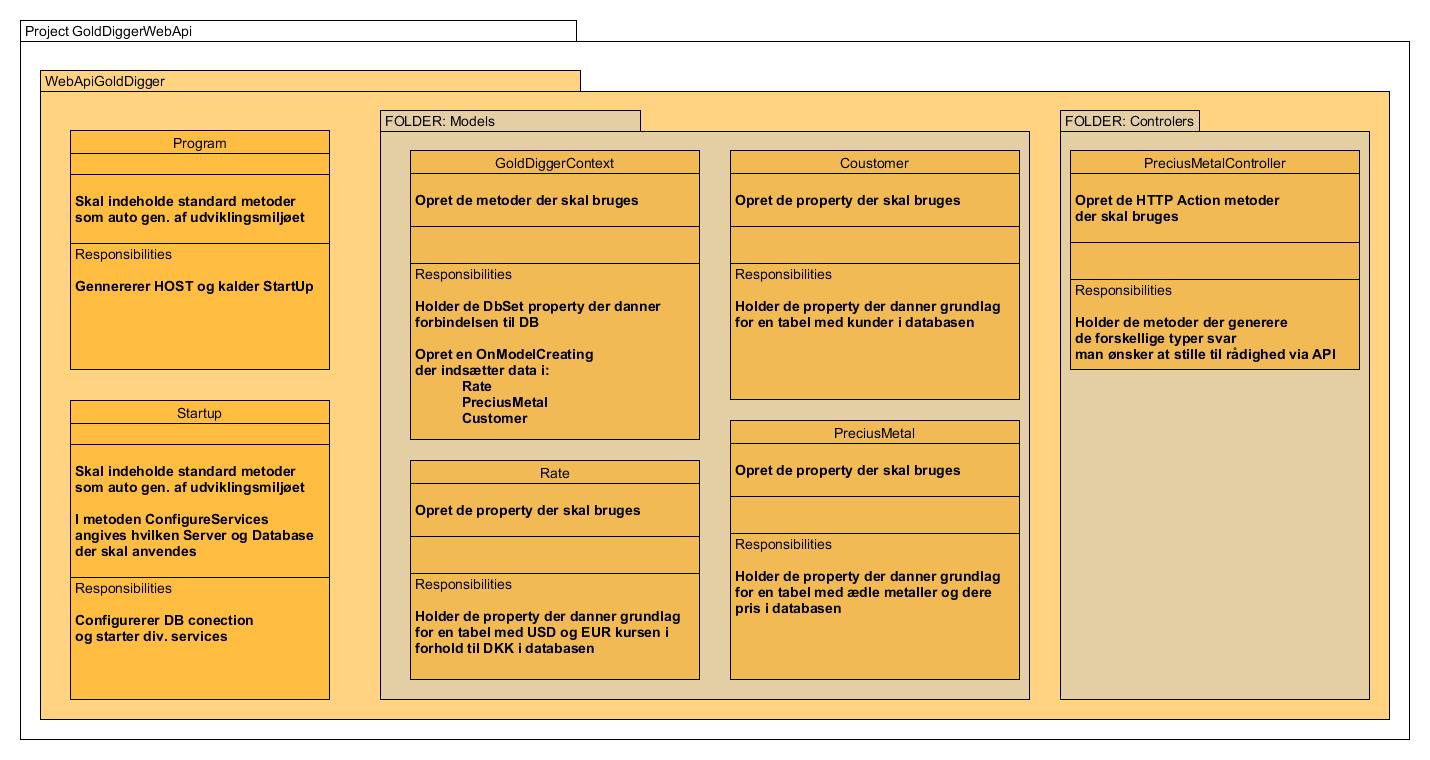 Project GoldDiggerWebApi
WebApiGoldDigger
Program
Skal indeholde standard metoder
som auto gen. af udviklingsmiljøet
Responsibilities
Gennererer HOST og kalder StartUp
Startup
Skal indeholde standard metoder
som auto gen. af udviklingsmiljøet
I metoden ConfigureServices
angives hvilken Server og Database
der skal anvendes
Responsibilities
Configurerer DB conection
og starter div. services
FOLDER: Models
GoldDiggerContext
Opret de metoder der skal bruges
Responsibilities
Holder de DbSet property der danner
forbindelsen til DB
Opret en OnModelCreating
der indsætter data i:
Rate
PreciusMetal
Customer
Rate
Opret de property der skal bruges
Responsibilities
Holder de property der danner grundlag
for en tabel med USD og EUR kursen i
forhold til DKK i databasen
Coustomer
Opret de property der skal bruges
Responsibilities
Holder de property der danner grundlag
for en tabel med kunder i databasen
PreciusMetal
Opret de property der skal bruges
Responsibilities
Holder de property der danner grundlag
for en tabel med ædle metaller og dere
pris i databasen
FOLDER: Controlers
PreciusMetalController
Opret de HTTP Action metoder
der skal bruges
Responsibilities
Holder de metoder der generere
de forskellige typer svar
man ønsker at stille til rådighed via API